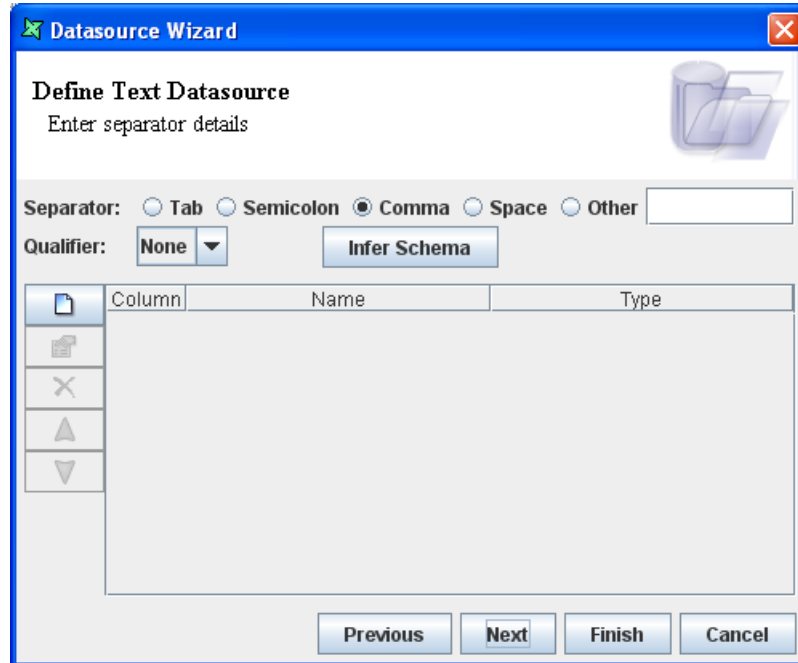 Datasource Wizard
Define Text Datasource
Enter separator details
Separator: Tab Semicolon Comma Space Other
Qualifier: None Infer Schema
Column Name Type
Previous Next Finish Cancel